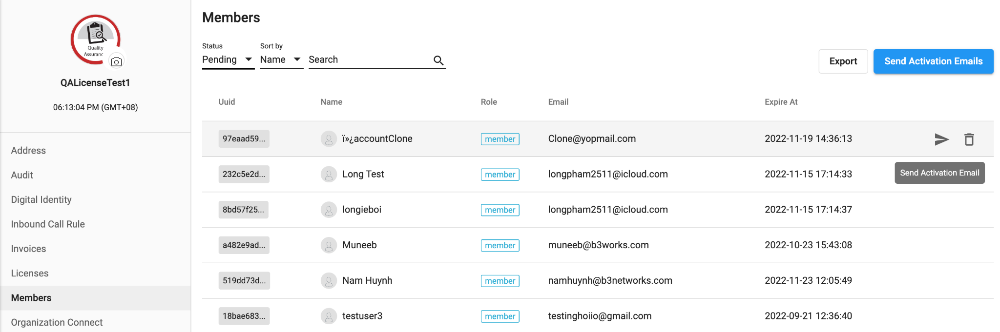 Quality
Assuranc
QALicenseTest1
06:13:04 PM (GMT+08)
Address
Audit
Digital Identity
Inbound Call Rule
Invoices
Licenses
Members
Organization Connect
Members
Status Sort by
Pending Name Search
Export Send Activation Emails
Uuid Name Role Email Expire At
97eaad59... ï»¿accountClone member Clone@yopmail.com 2022-11-19 14:36:13
232c5e2d... Long Test member longpham2511@icloud.com 2022-11-15 17:14:33
Send Activation Email
8bd57f25... longieboi member longpham2511@icloud.com 2022-11-15 17:14:37
a482e9ad... Muneeb member muneeb@b3works.com 2022-10-23 15:43:08
519dd73d... Nam Huynh member namhuynh@b3networks.com 2022-11-23 12:05:49
18bae683... testuser3 member testinghoiio@gmail.com 2022-09-21 12:36:40